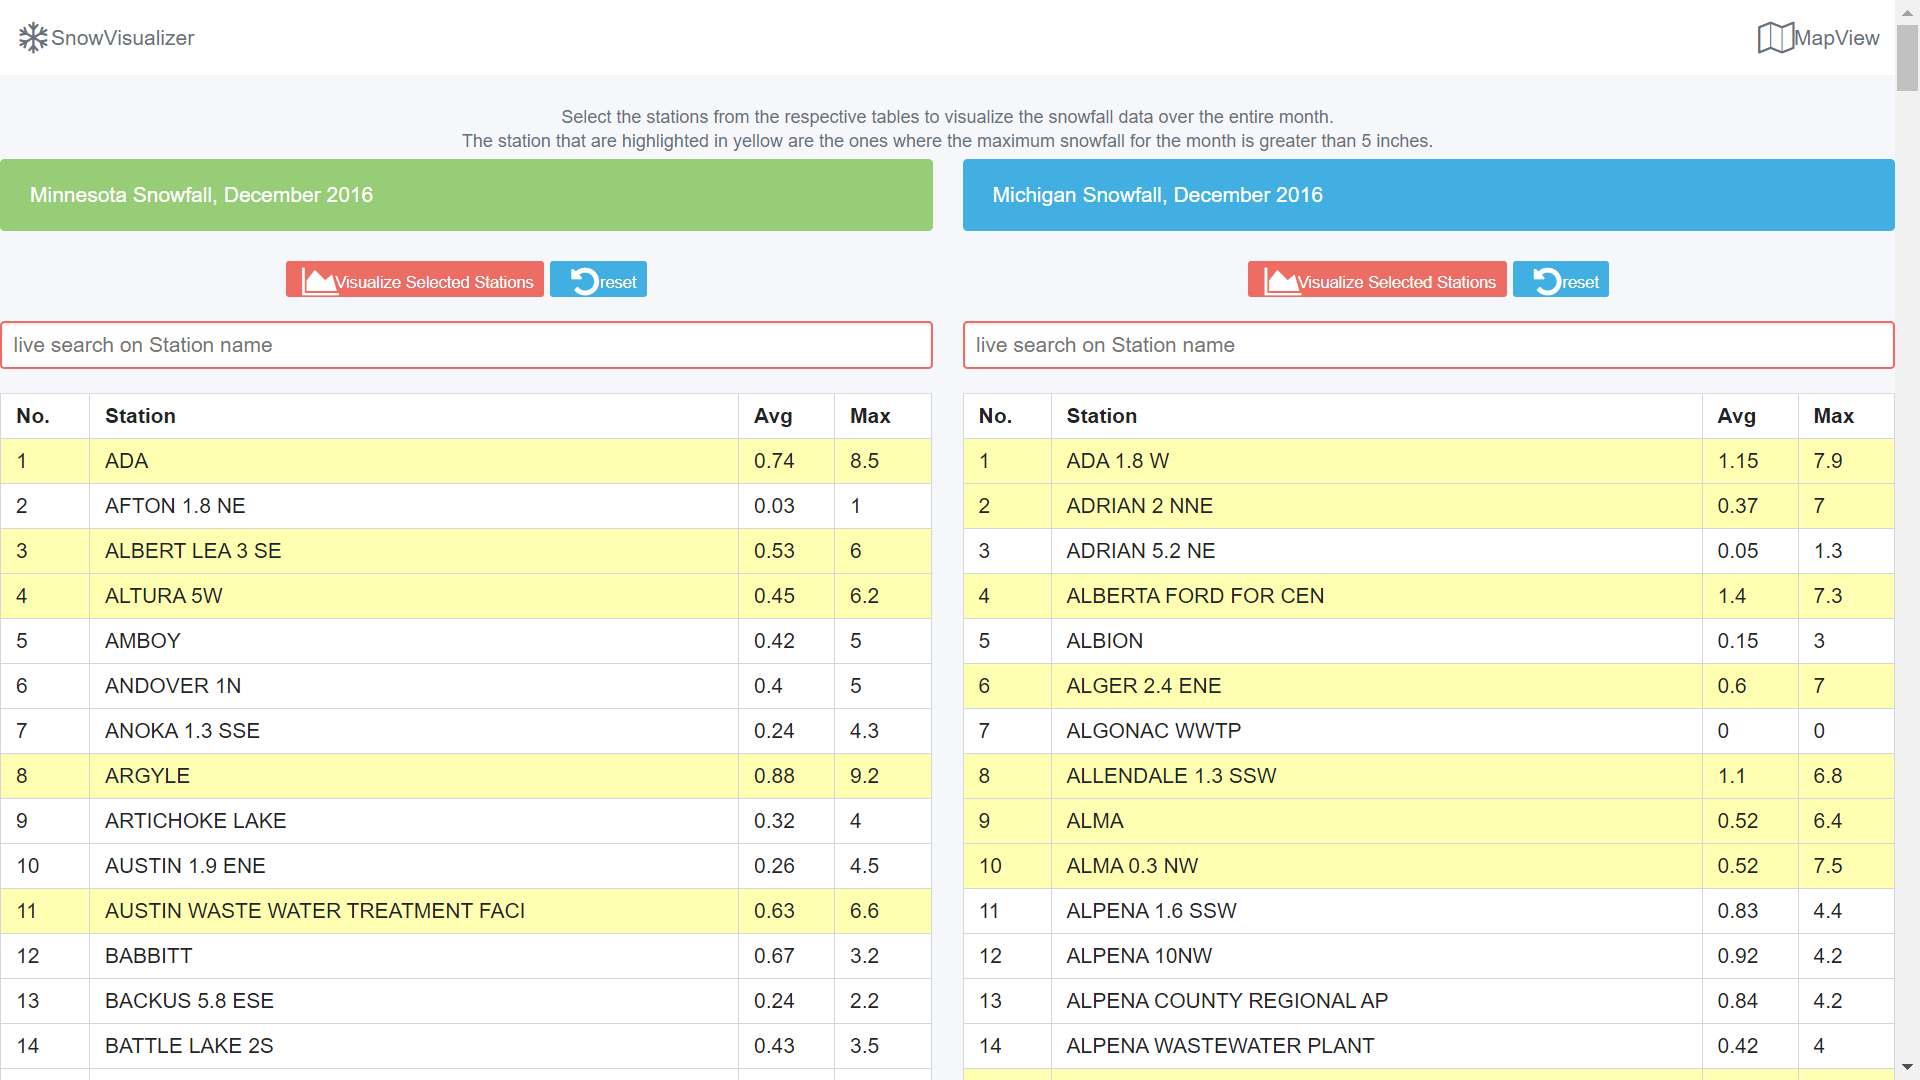 SnowVisualizer
MapView
Select the stations from the respective tables to visualize the snowfall data over the entire month.
The station that are highlighted in yellow are the ones where the maximum snowfall for the month is greater than 5 inches.
Minnesota Snowfall, December 2016
Visualize Selected Stations reset
live search on Station name
No. Station Avg Max
1 ADA 0.74 8.5
2 AFTON 1.8 NE 0.03 1
3 ALBERT LEA 3 SE 0.53 6
4 ALTURA 5W 0.45 6.2
5 AMBOY 0.42 5
6 ANDOVER 1N 0.4 5
7 ANOKA 1.3 SSE 0.24 4.3
8 ARGYLE 0.88 9.2
9 ARTICHOKE LAKE 0.32 4
10 AUSTIN 1.9 ENE 0.26 4.5
11 AUSTIN WASTE WATER TREATMENT FACI 0.63 6.6
12 BABBITT 0.67 3.2
13 BACKUS 5.8 ESE 0.24 2.2
14 BATTLE LAKE 2S 0.43 3.5
Michigan Snowfall, December 2016
Visualize Selected Stations reset
live search on Station name
No. Station Avg Max
1 ADA 1.8 W 1.15 7.9
2 ADRIAN 2 NNE 0.37 7
3 ADRIAN 5.2 NE 0.05 1.3
4 ALBERTA FORD FOR CEN 1.4 7.3
5 ALBION 0.15 3
6 ALGER 2.4 ENE 0.6 7
7 ALGONAC WWTP 0 0
8 ALLENDALE 1.3 SSW 1.1 6.8
9 ALMA 0.52 6.4
10 ALMA 0.3 NW 0.52 7.5
11 ALPENA 1.6 SSW 0.83 4.4
12 ALPENA 10NW 0.92 4.2
13 ALPENA COUNTY REGIONAL AP 0.84 4.2
14 ALPENA WASTEWATER PLANT 0.42 4